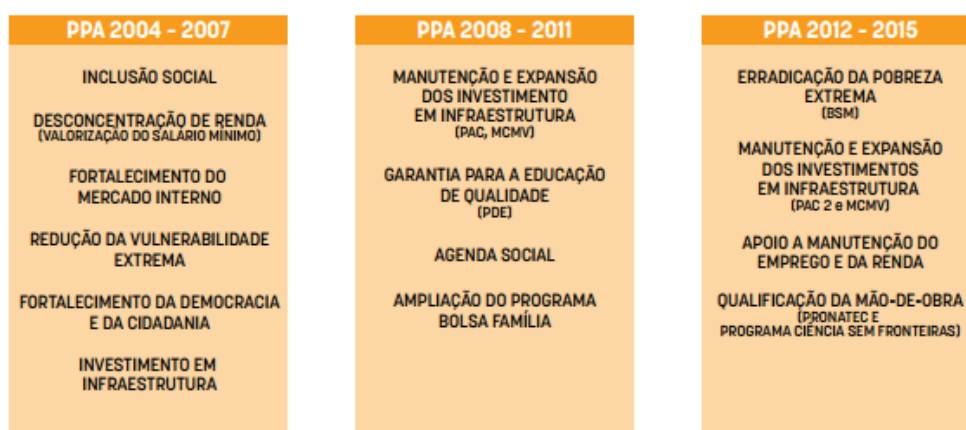 PPA 2004 - 2007
INCLUSÃO SOCIAL
DESCONCENTRAÇÃO DE RENDA
(VALORIZAÇÃO DO SALÁRIO MÍNIMO)
FORTALECIMENTO DO
MERCADO INTERNO
REDUÇÃO DA VULNERABILIDADE
EXTREMA
FORTALECIMENTO DA DEMOCRACIA
E DA CIDADANIA
INVESTIMENTO EM
INFRAESTRUTURA
PPA 2008 - 2011
MANUTENÇÃO E EXPANSÃO
DOS INVESTIMENTO
EM INFRAESTRUTURA
(PAC, MCMV)
GARANTIA PARA A EDUCAÇÃO
DE QUALIDADE
(PDE)
AGENDA SOCIAL
AMPLIAÇÃO DO PROGRAMA
BOLSA FAMÍLIA
PPA 2012 - 2015
ERRADICAÇÃO DA POBREZA
EXTREMA
(BSM)
MANUTENÇÃO E EXPANSÃO
DOS INVESTIMENTOS
EM INFRAESTRUTURA
(PAC 2 e MCMV)
APOIO A MANUTENÇÃO DO
EMPREGO E DA RENDA
QUALIFICAÇÃO DA MÃO-DE-OBRA
(PRONATEC E
PROGRAMA CIÊNCIA SEM FRONTEIRAS)